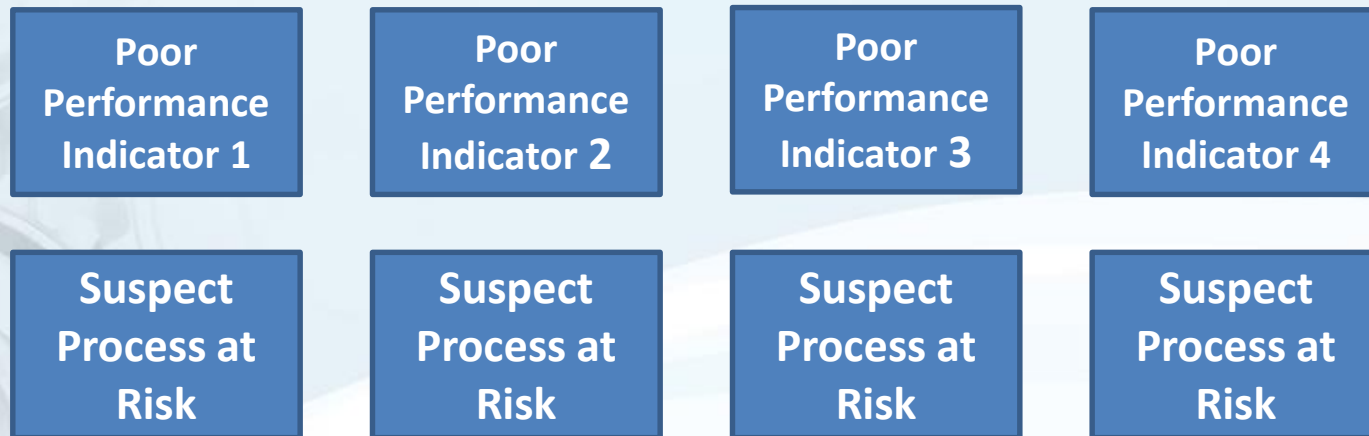 Poor
Performance
Indicator 1
Poor
Performance
Indicator 2
Poor
Performance
Indicator 3
Poor
Performance
Indicator 4
Suspect
Process at
Risk
Suspect
Process at
Risk
Suspect
Process at
Risk
Suspect
Process at
Risk